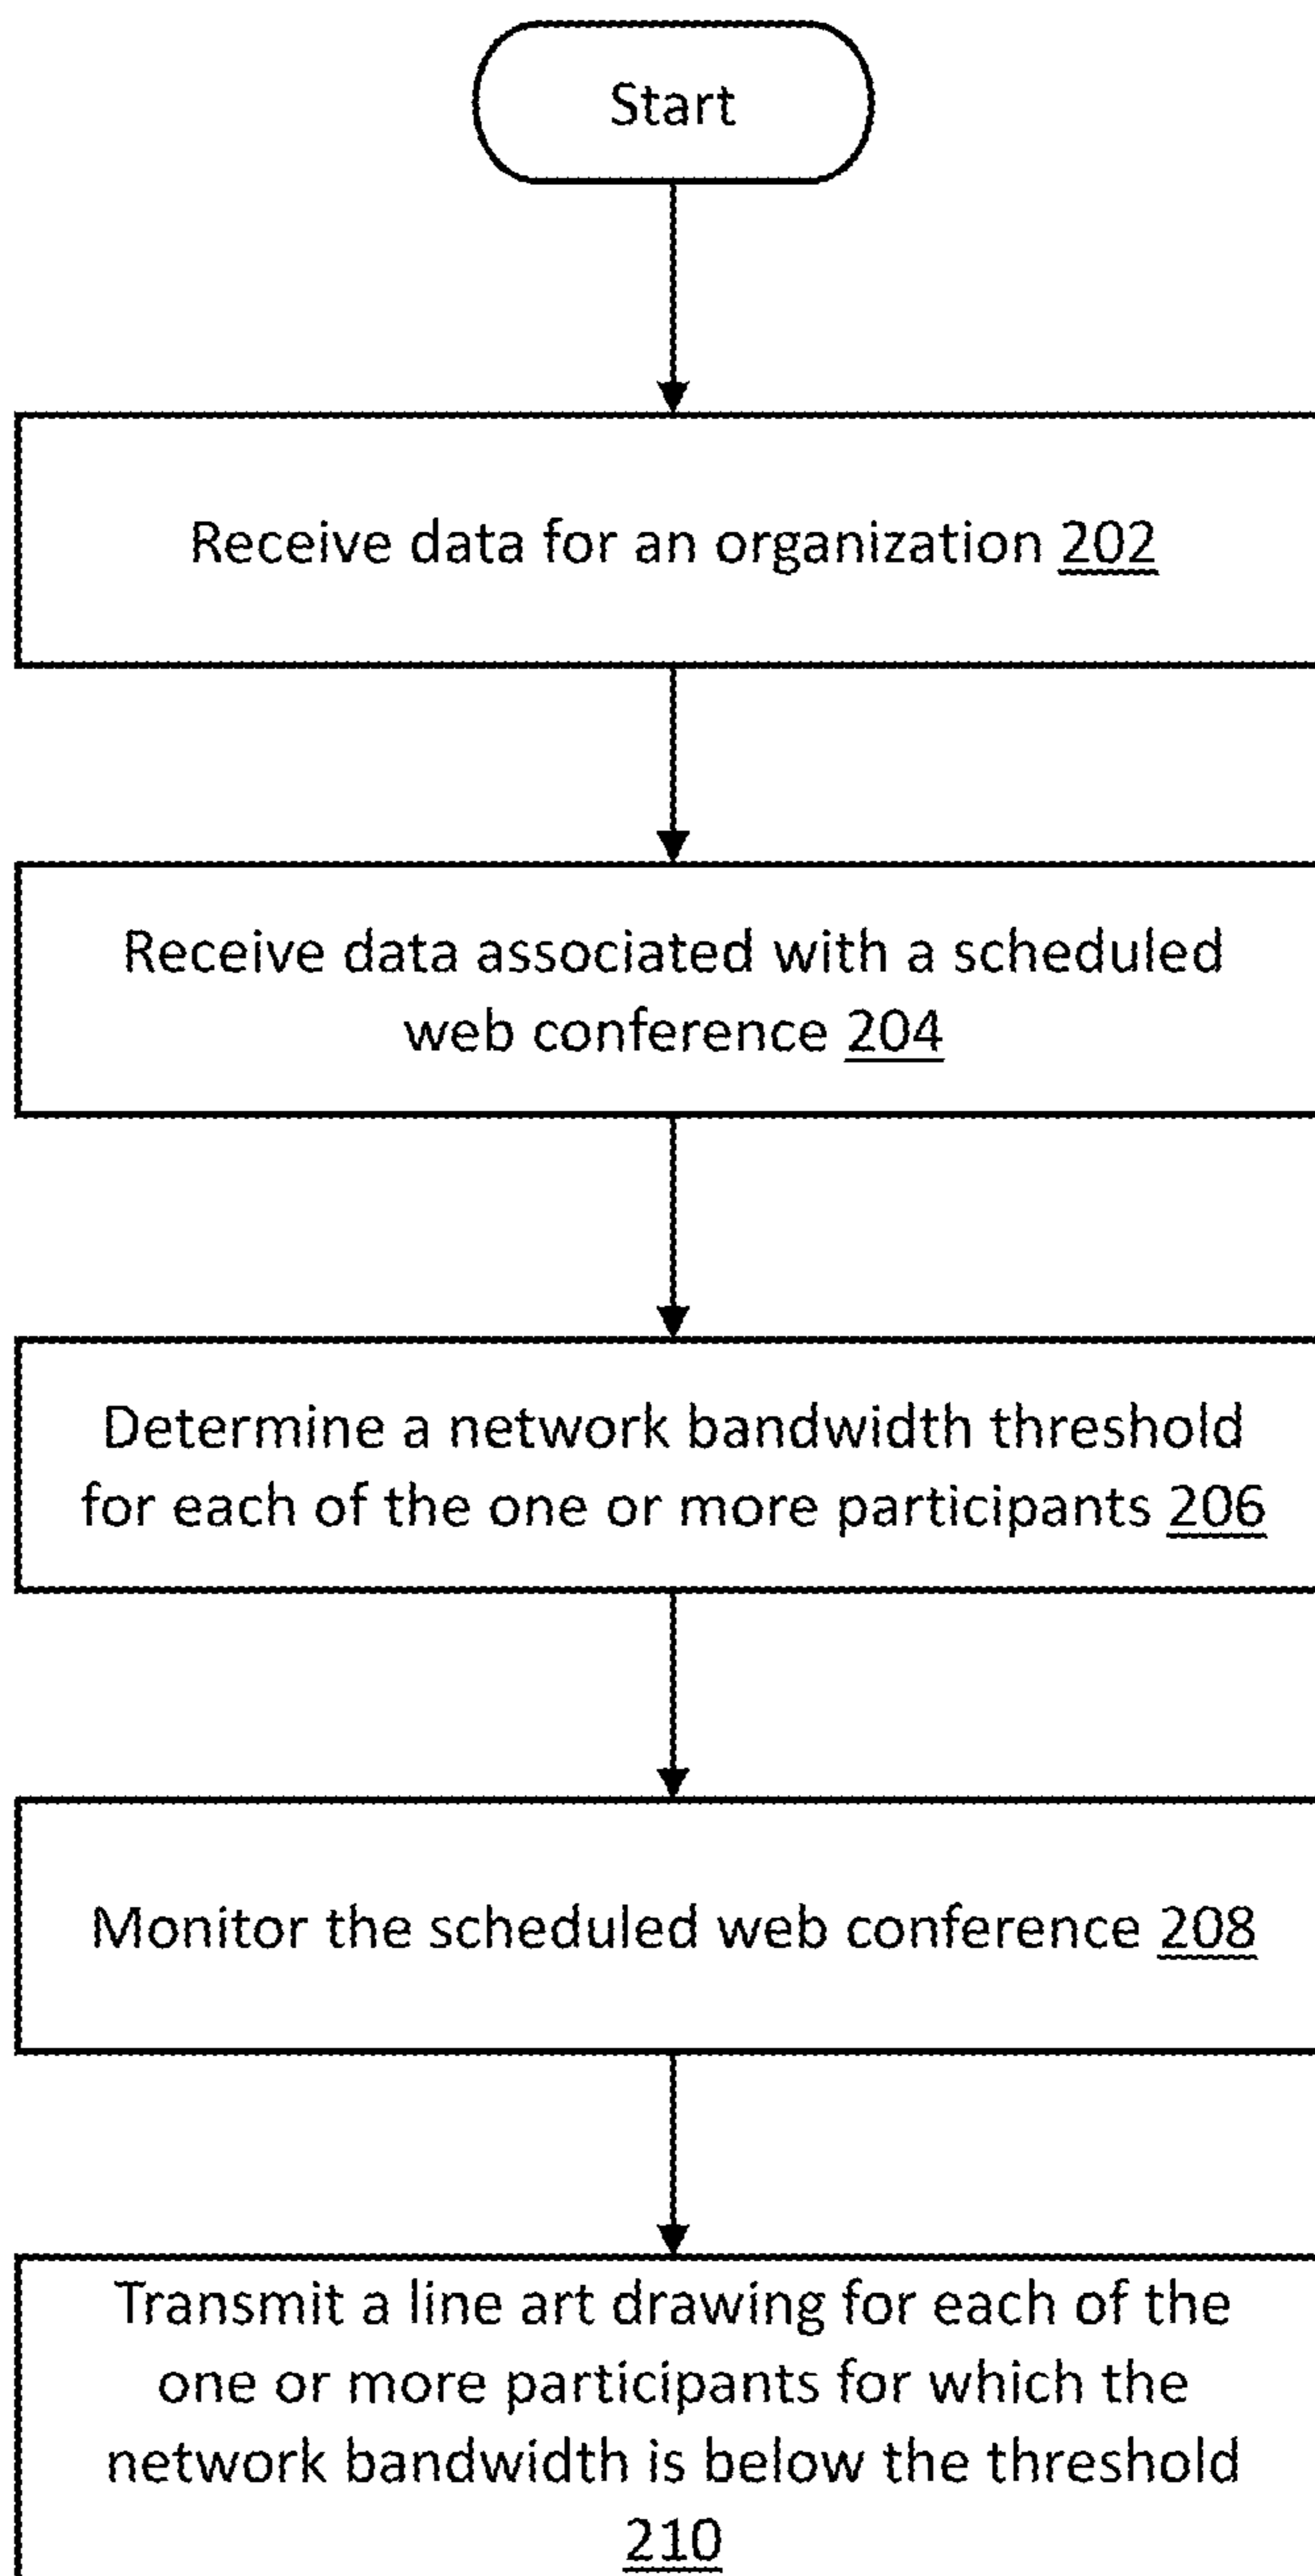 Start
Receive data for an organization 202
Receive data associated with a scheduled
web conference 204
Determine a network bandwidth threshold
for each of the one or more participants 206
Monitor the scheduled web conference 208
Transmit a line art drawing for each of the
one or more participants for which the
network bandwidth is below the threshold
210